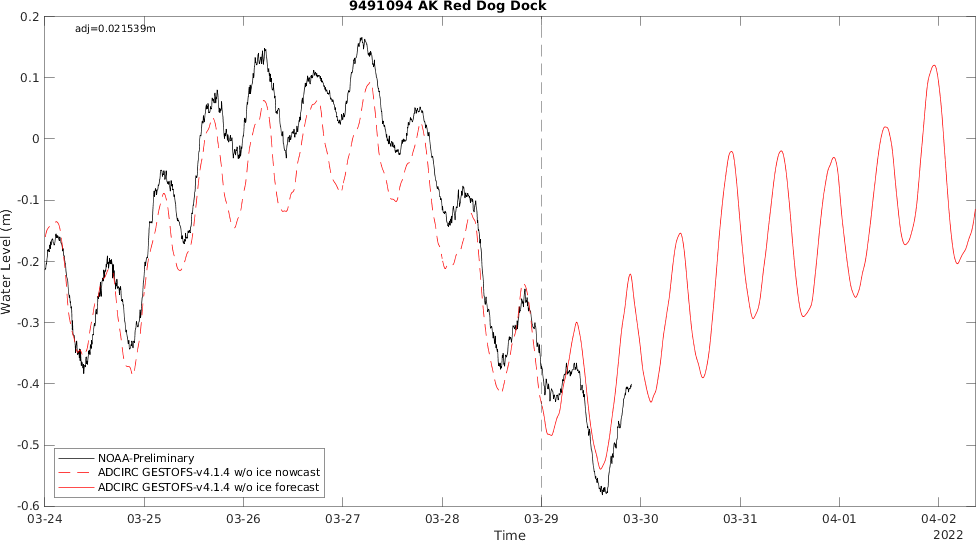 9491094 AK Red Dog Dock
adj=0.021539m
0.2
0.1
0
-0.1
-0.2
-0.3
-0.4
-0.5
-0.6
Water Level (m)
NOAA-Preliminary
ADCIRC GESTOFS-v4.1.4 w/o ice nowcast
ADCIRC GESTOFS-v4.1.4 w/o ice forecast
03-24 03-25 03-26 03-27 03-28 03-29 03-30 03-31 04-01 04-02
Time
2022